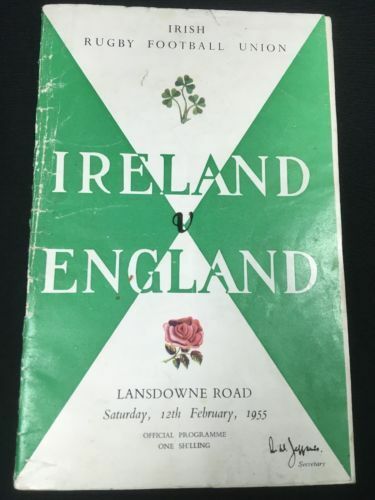 IRISH
RUGBY FOOTBALL UNION
IRELAND
v
ENGLAND
LANSDOWNE ROAD
Saturday, 12th February, 1955
OFFICIAL PROGRAMME
ONE SHILLING
Secretary